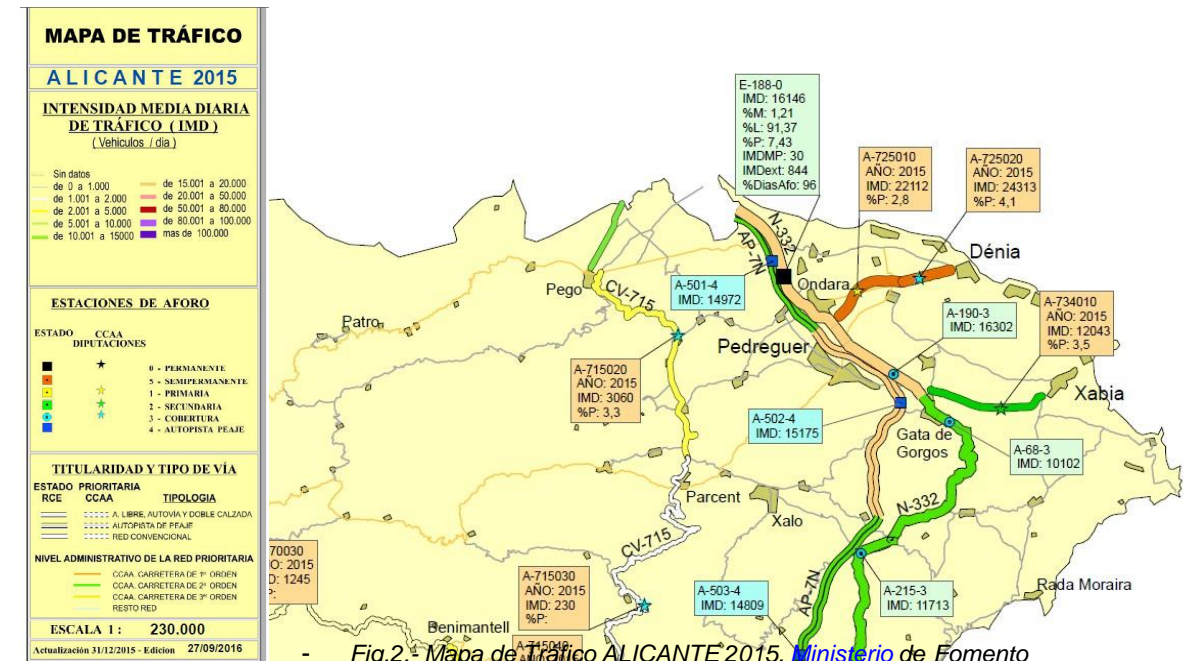 MAPA DE TRÁFICO
ALICANTE 2015
INTENSIDAD MEDIA DIARIA
DE TRÁFICO ( IMD )
( Vehiculos / dia )
Sin datos
de 0 a 1.000
de 1.001 a 2.000
de 2.001 a 5.000
de 5.001 a 10.000
de 10.001 a 15000
de 15.001 a 20.000
de 20.001 a 50.000
de 50.001 a 80.000
de 80.001 a 100.000
mas de 100.000
ESTACIONES DE AFORO
ESTADO CCAA
DIPUTACIONES
0 - PERMANENTE
5 - SEMIPERMANENTE
1 - PRIMARIA
2 - SECUNDARIA
3 - COBERTURA
4 - AUTOPISTA PEAJE
TITULARIDAD Y TIPO DE VÍA
ESTADO PRIORITARIA
RCE CCAA TIPOLOGIA
A. LIBRE, AUTOVIA Y DOBLE CALZADA
AUTOPISTA DE PEAJE
RED CONVENCIONAL
NIVEL ADMINISTRATIVO DE LA RED PRIORITARIA
CCAA. CARRETERA DE 1º ORDEN
CCAA. CARRETERA DE 2º ORDEN
CCAA. CARRETERA DE 3º ORDEN
RESTO RED
ESCALA 1 : 230.000
Actualización 31/12/2015 - Edicion 27/09/2016
E-188-0
IMD: 16146
%M: 1,21
%L: 91,37
%P: 7,43
IMDMP: 30
IMDext: 844
%DiasAfo: 96
A-725010
AÑO: 2015
IMD: 22112
%P: 2,8
A-725020
AÑO: 2015
IMD: 24313
%P: 4,1
N-332
AP-7N
Dénia
Ondara
Pego
CV-715
A-501-4
IMD: 14972
A-190-3
IMD: 16302
A-734010
AÑO: 2015
IMD: 12043
%P: 3,5
Patro
Pedreguer
A-715020
AÑO: 2015
IMD: 3060
%P: 3,3
Xabia
A-502-4
IMD: 15175
Gata de
Gorgos
A-68-3
IMD: 10102
Parcent
Xalo
N-332
CV-715
70030
O: 2015
D: 1245
A-715030
AÑO: 2015
IMD: 230
%P:
A-503-4
IMD: 14809
AP-7N
A-215-3
IMD: 11713
Rada Moraira
Benimantell
A-715040
- Fig.2.- Mapa de Tráfico ALICANTE 2015. Ministerio de Fomento